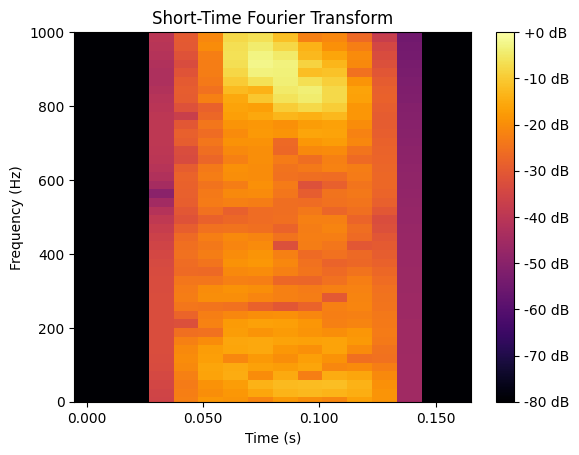 Short-Time Fourier Transform
1000
800
600
400
200
0
Frequency (Hz)
0.000
0.050
0.100
0.150
Time (s)
+0 dB
-10 dB
-20 dB
-30 dB
-40 dB
-50 dB
-60 dB
-70 dB
-80 dB